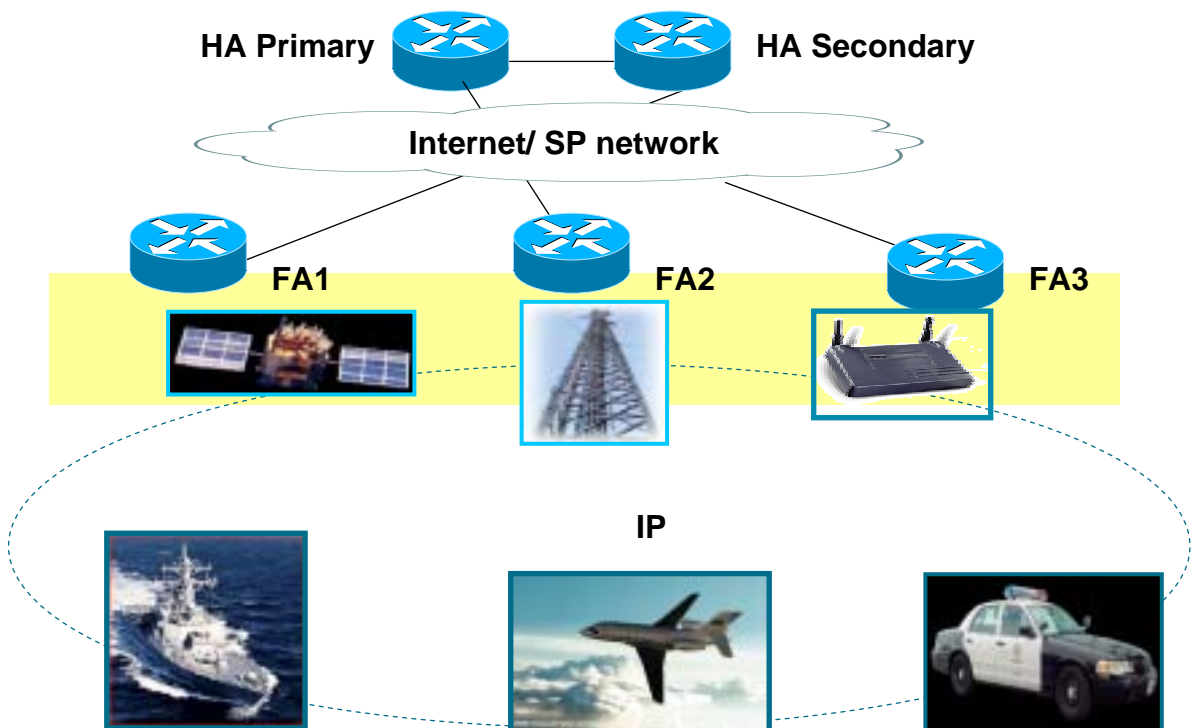 HA Primary
HA Secondary
Internet/ SP network
FA1
FA2
FA3
IP